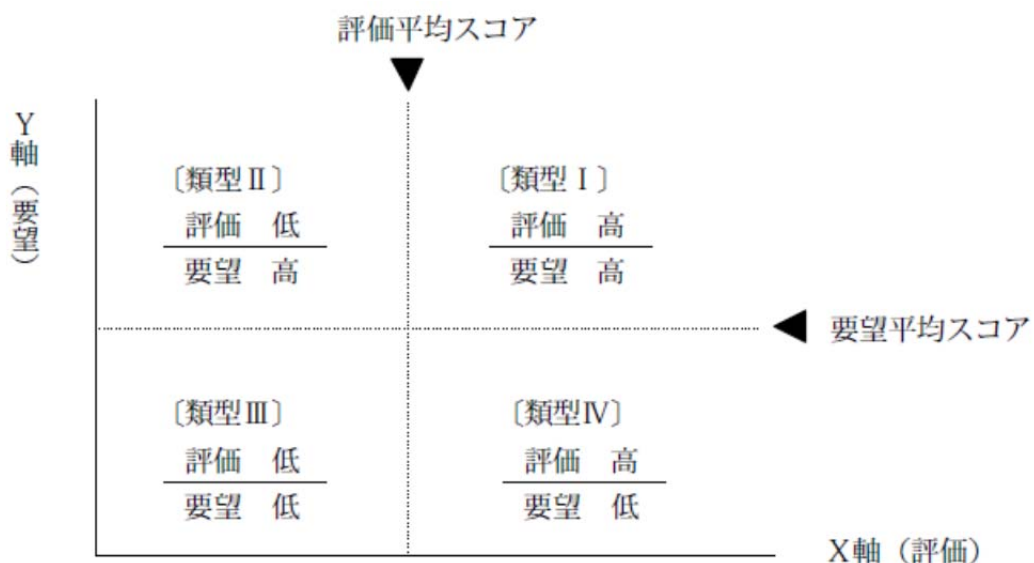 評価平均スコア
Y軸（要望）
〔類型Ⅱ〕
評価 低
要望 高
〔類型Ⅰ〕
評価 高
要望 高
要望平均スコア
〔類型Ⅲ〕
評価 低
要望 低
〔類型Ⅳ〕
評価 高
要望 低
X軸（評価）